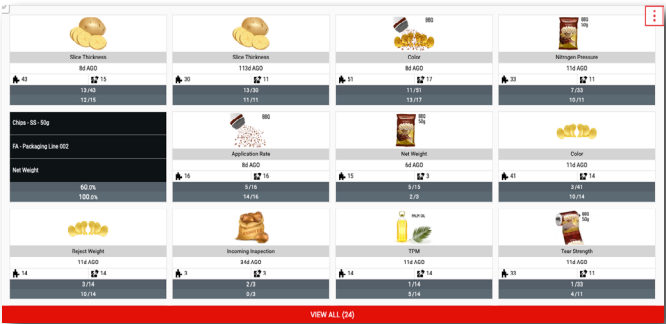 Slice Thickness
8d AGO
43 15
13/43
12/15
Slice Thickness
113d AGO
30 11
13/30
11/11
BBQ
Color
8d AGO
51 17
11/51
13/17
BBQ
50g
Nitrogen Pressure
11d AGO
33 11
7/33
10/11
Chips - SS - 50g
FA - Packaging Line 002
Net Weight
60.0%
100.0%
BBQ
Application Rate
8d AGO
16 16
5/16
14/16
BBQ
50g
Net Weight
6d AGO
15 3
5/15
2/3
Color
11d AGO
41 14
3/41
10/14
Reject Weight
11d AGO
14 14
3/14
10/14
Incoming Inspection
34d AGO
3 3
2/3
0/3
PALM OIL
TPM
11d AGO
14 14
1/14
5/14
BBQ
50g
Tear Strength
11d AGO
33 11
1/33
4/11
VIEW ALL (24)